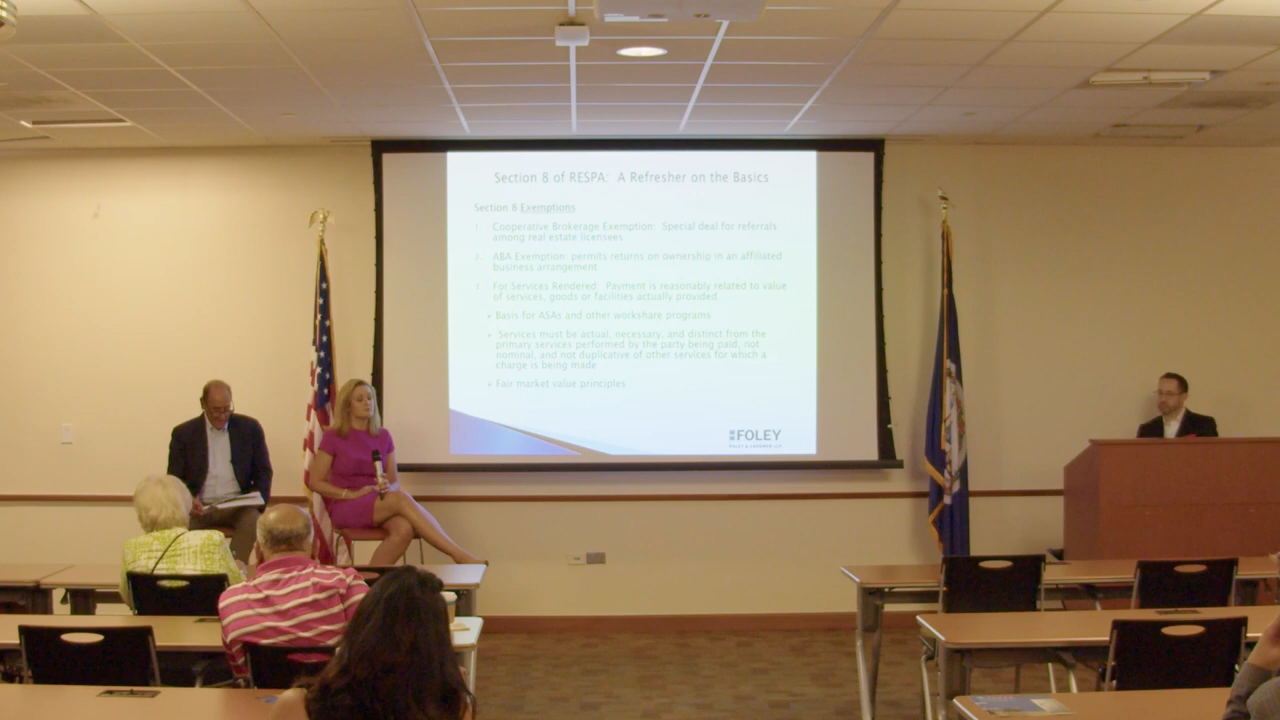 Section 8 of RESPA: A Refresher on the Basics
Section 8 Exemptions
1. Cooperative Brokerage Exemption: Special deal for referrals
among real estate licensees
2. ABA Exemption: permits returns on ownership in an affiliated
business arrangement
3. For Services Rendered: Payment is reasonably related to value
of services, goods or facilities actually provided
Basis for ASAs and other workshare programs
Services must be actual, necessary, and distinct from the
primary services performed by the party being paid, not
nominal, and not duplicative of other services for which a
charge is being made
Fair market value principles
FOLEY
FOLEY & LARDNER LLP